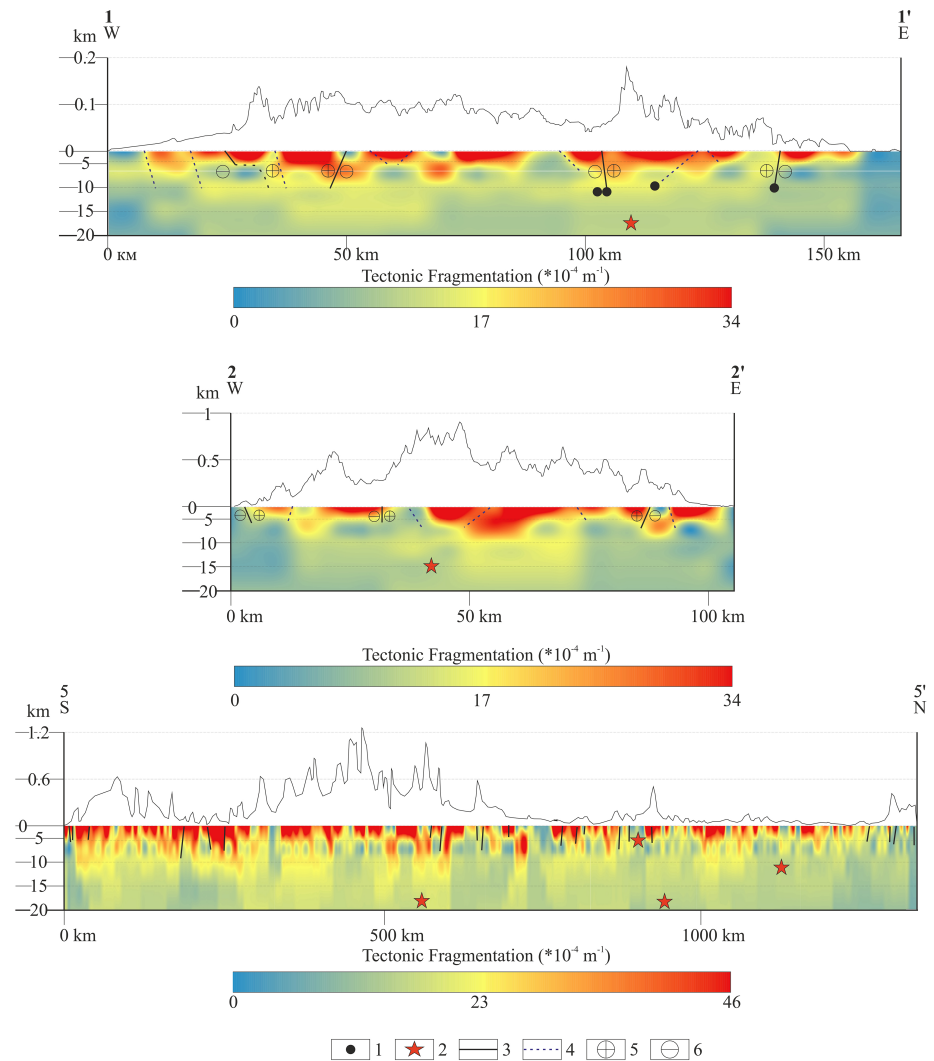 1 1'
km W E
0.2
0.1
0
5
10
15
20
0 км 50 km 100 km 150 km
Tectonic Fragmentation (*10⁻⁴ m⁻¹)
0 17 34
2 2'
km W E
1
0.5
0
5
10
15
20
0 km 50 km 100 km
Tectonic Fragmentation (*10⁻⁴ m⁻¹)
0 17 34
5 5'
km S N
1.2
0.6
0
5
10
15
20
0 km 500 km 1000 km
Tectonic Fragmentation (*10⁻⁴ m⁻¹)
0 23 46
1 2 3 4 5 6